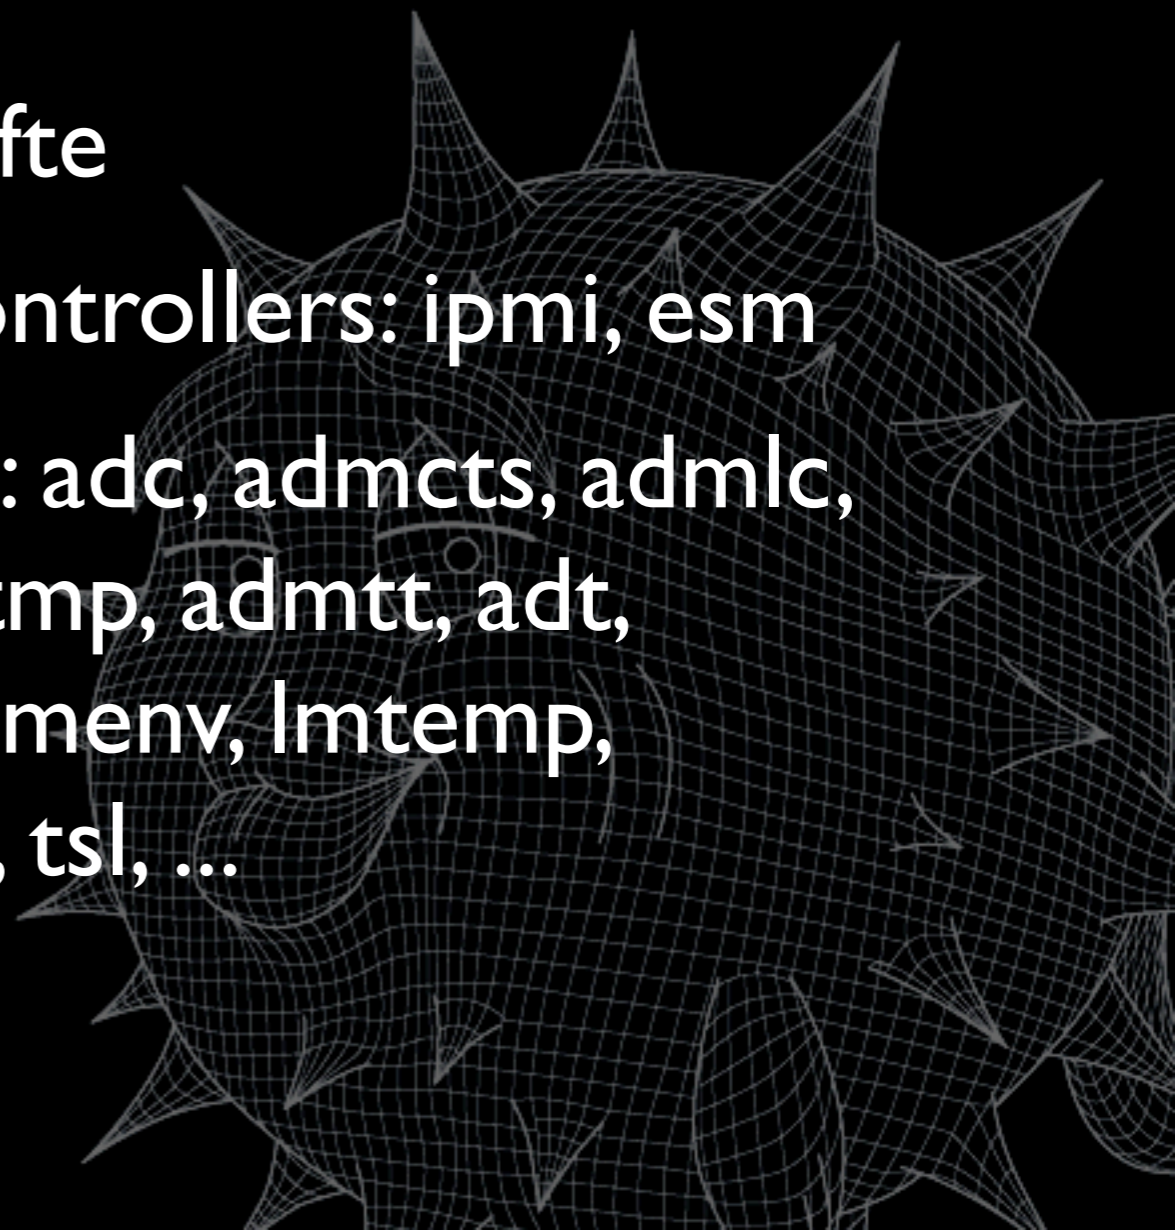 fte
ontrollers: ipmi, esm
: adc, admcts, admlc,
tmp, admtt, adt,
menv, lmtemp,
, tsl, ...